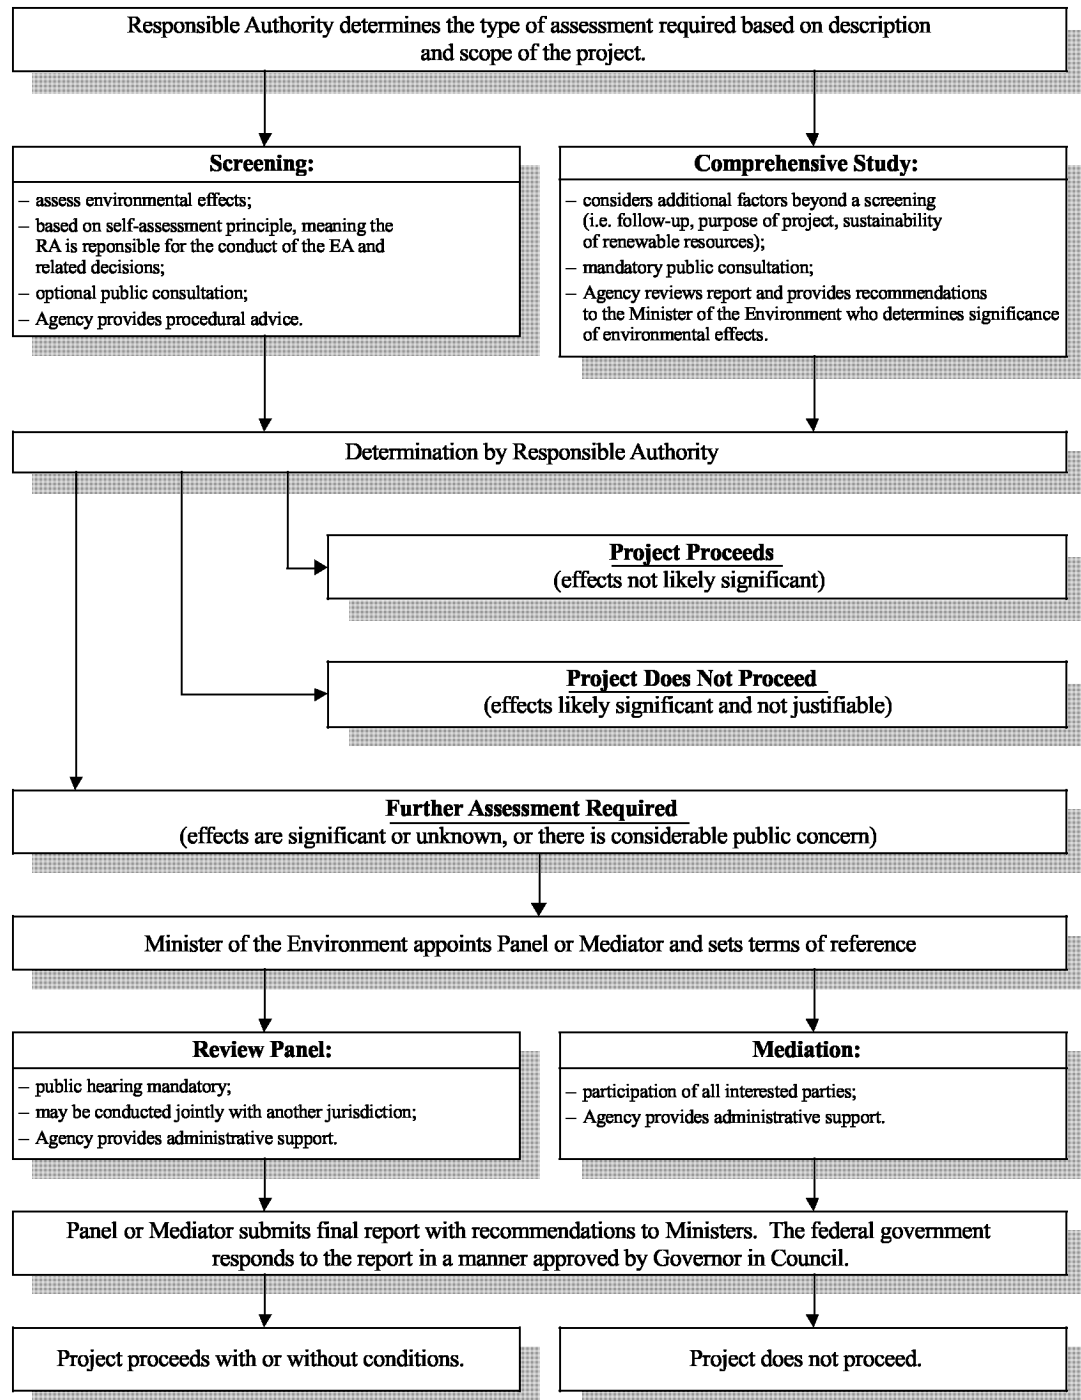 Responsible Authority determines the type of assessment required based on description
and scope of the project.
Screening:
– assess environmental effects;
– based on self-assessment principle, meaning the
RA is reponsible for the conduct of the EA and
related decisions;
– optional public consultation;
– Agency provides procedural advice.
Comprehensive Study:
– considers additional factors beyond a screening
(i.e. follow-up, purpose of project, sustainability
of renewable resources);
– mandatory public consultation;
– Agency reviews report and provides recommendations
to the Minister of the Environment who determines significance
of environmental effects.
Determination by Responsible Authority
Project Proceeds
(effects not likely significant)
Project Does Not Proceed
(effects likely significant and not justifiable)
Further Assessment Required
(effects are significant or unknown, or there is considerable public concern)
Minister of the Environment appoints Panel or Mediator and sets terms of reference
Review Panel:
– public hearing mandatory;
– may be conducted jointly with another jurisdiction;
– Agency provides administrative support.
Mediation:
– participation of all interested parties;
– Agency provides administrative support.
Panel or Mediator submits final report with recommendations to Ministers. The federal government
responds to the report in a manner approved by Governor in Council.
Project proceeds with or without conditions.
Project does not proceed.